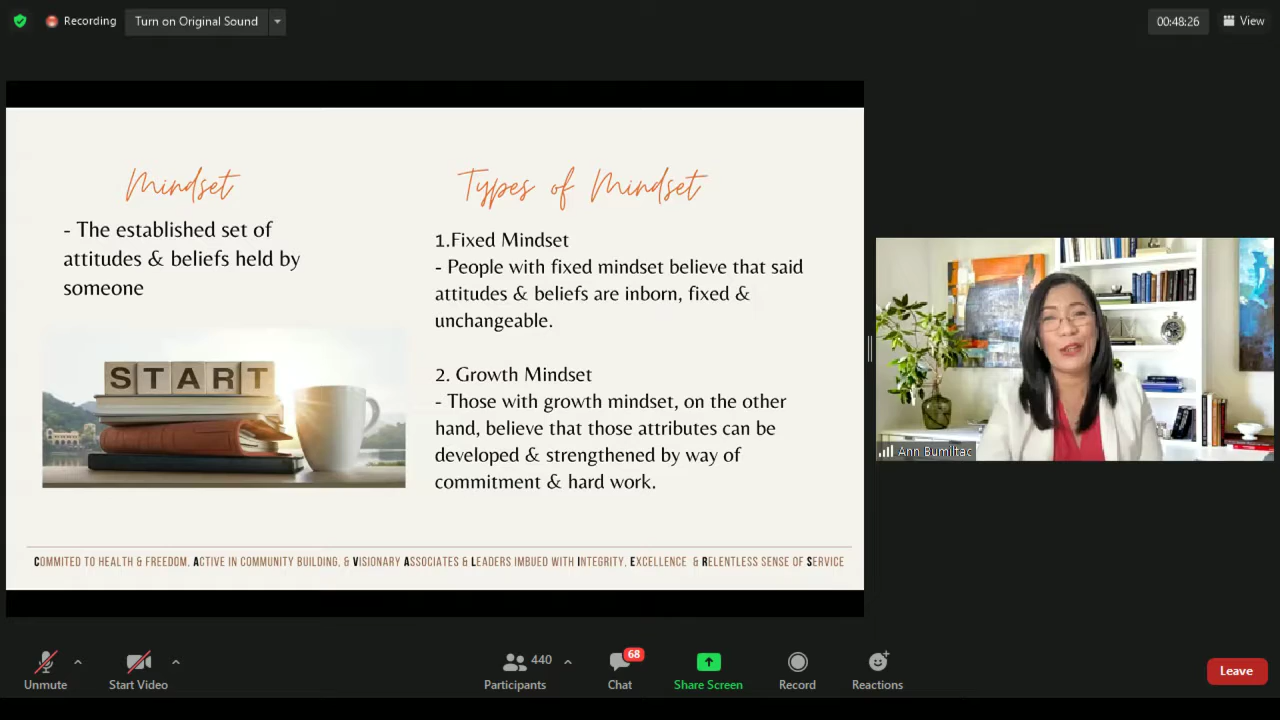 Recording
Turn on Original Sound
00:48:26
View
Mindset
- The established set of
attitudes & beliefs held by
someone
START
Types of Mindset
1.Fixed Mindset
- People with fixed mindset believe that said
attitudes & beliefs are inborn, fixed &
unchangeable.
2. Growth Mindset
- Those with growth mindset, on the other
hand, believe that those attributes can be
developed & strengthened by way of
commitment & hard work.
COMMITED TO HEALTH & FREEDOM, ACTIVE IN COMMUNITY BUILDING, & VISIONARY ASSOCIATES & LEADERS IMBUED WITH INTEGRITY, EXCELLENCE & RELENTLESS SENSE OF SERVICE
Ann Bumiltac
Unmute
Start Video
440
Participants
68
Chat
Share Screen
Record
Reactions
Leave